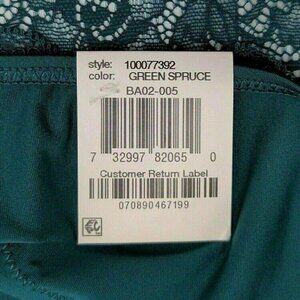 style: 100077392
color: GREEN SPRUCE
BA02-005
7 32997 82065 0
Customer Return Label
070890467199